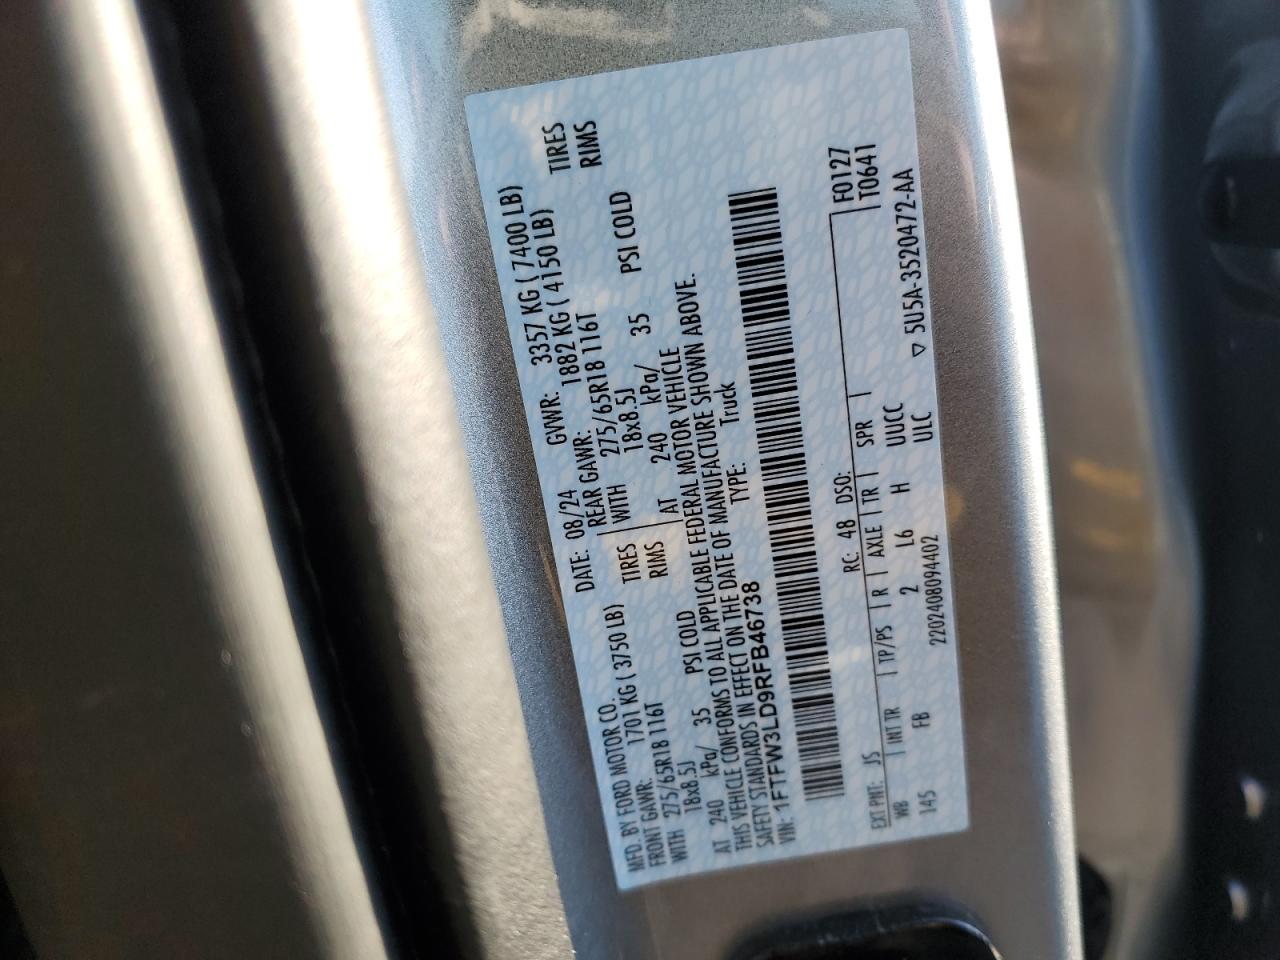 MFD. BY FORD MOTOR CO. DATE: 08/24 GVWR: 3357 KG ( 7400 LB)
FRONT GAWR: 1701 KG ( 3750 LB) REAR GAWR: 1882 KG ( 4150 LB)
WITH 275/65R18 116T TIRES WITH 275/65R18 116T TIRES
18x8.5J RIMS 18x8.5J RIMS
AT 240 kPa/ 35 PSI COLD AT 240 kPa/ 35 PSI COLD
THIS VEHICLE CONFORMS TO ALL APPLICABLE FEDERAL MOTOR VEHICLE
SAFETY STANDARDS IN EFFECT ON THE DATE OF MANUFACTURE SHOWN ABOVE.
VIN: 1FTFW3LD9RFB46738 TYPE: Truck
F0127
T0641
EXT PNT: JS RC: 48 DSO:
WB INT TR TP/PS R AXLE TR SPR
145 FB 2 L6 H UUCC
ULC
2202408094402 ▽ 5U5A-3520472-AA